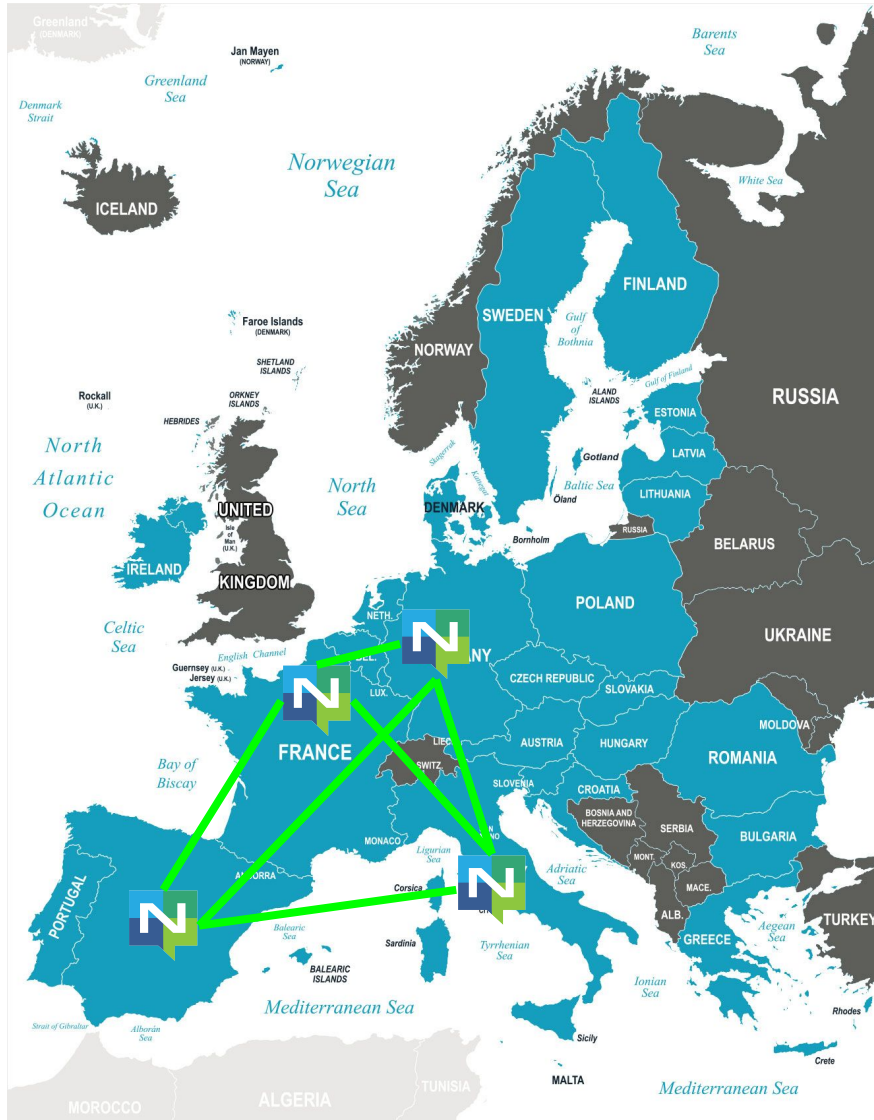 Greenland
(DENMARK)
Jan Mayen
(NORWAY)
Barents
Sea
Greenland
Sea
Denmark
Strait
Norwegian
Sea
White Sea
ICELAND
FINLAND
SWEDEN
Gulf
of
Bothnia
Faroe Islands
(DENMARK)
NORWAY
SHETLAND
ISLANDS
Gulf of Finland
RUSSIA
Rockall
(U.K.)
ORKNEY
ISLANDS
ALAND
ISLANDS
HEBRIDES
ESTONIA
North
Atlantic
Ocean
Skagerrak
Gotland
LATVIA
Kattegat
Baltic Sea
North
Sea
LITHUANIA
Öland
UNITED
KINGDOM
DENMARK
Isle
of
Man
(U.K.)
RUSSIA
Bornholm
BELARUS
IRELAND
POLAND
Celtic
Sea
NETH.
N
ANY
UKRAINE
English Channel
BEL.
Guernsey (U.K.)
Jersey (U.K.)
N
LUX.
CZECH REPUBLIC
SLOVAKIA
MOLDOVA
FRANCE
LIEC
AUSTRIA
HUNGARY
ROMANIA
SWITZ.
Bay of
Biscay
SLOVENIA
CROATIA
BOSNIA AND
HERZEGOVINA
SERBIA
BULGARIA
MONACO
Ligurian
Sea
MONT.
KOS.
Adriatic
Sea
MACE.
PORTUGAL
N
Corsica
N
ALB.
TURKEY
Aegean
Sea
Balearic
Sea
Sardinia
Tyrrhenian
Sea
GREECE
BALEARIC
ISLANDS
Ionian
Sea
Mediterranean Sea
Rhodes
Strait of Gibraltar
Alborán
Sea
Sicily
Crete
MALTA
Mediterranean Sea
MOROCCO
ALGERIA
TUNISIA